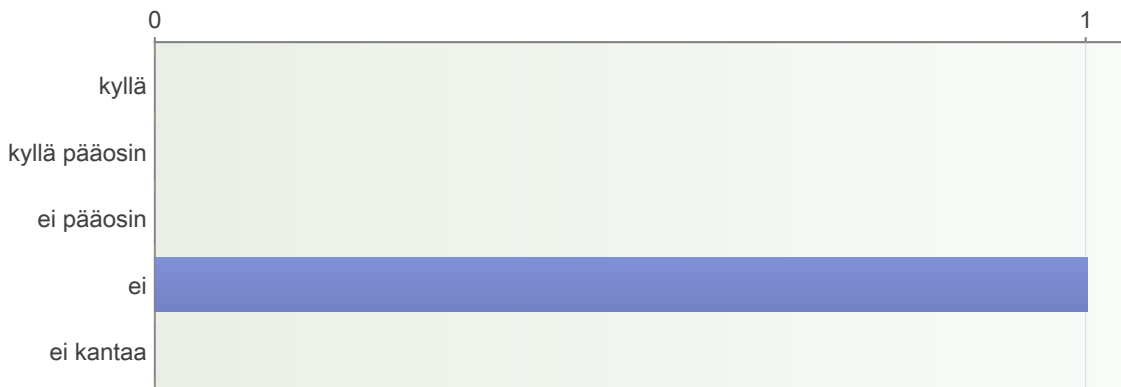 0 1
kyllä
kyllä pääosin
ei pääosin
ei
ei kantaa